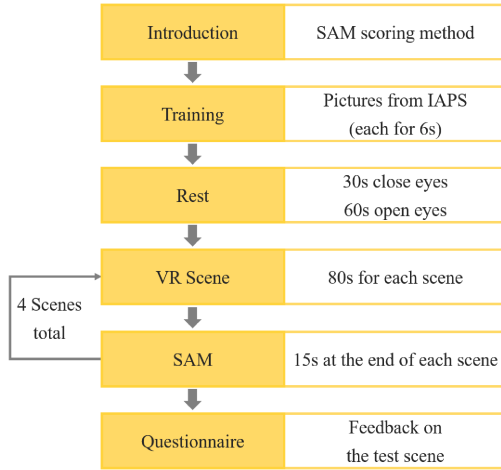 Introduction
SAM scoring method
Training
Pictures from IAPS
(each for 6s)
Rest
30s close eyes
60s open eyes
VR Scene
80s for each scene
4 Scenes
total
SAM
15s at the end of each scene
Questionnaire
Feedback on
the test scene